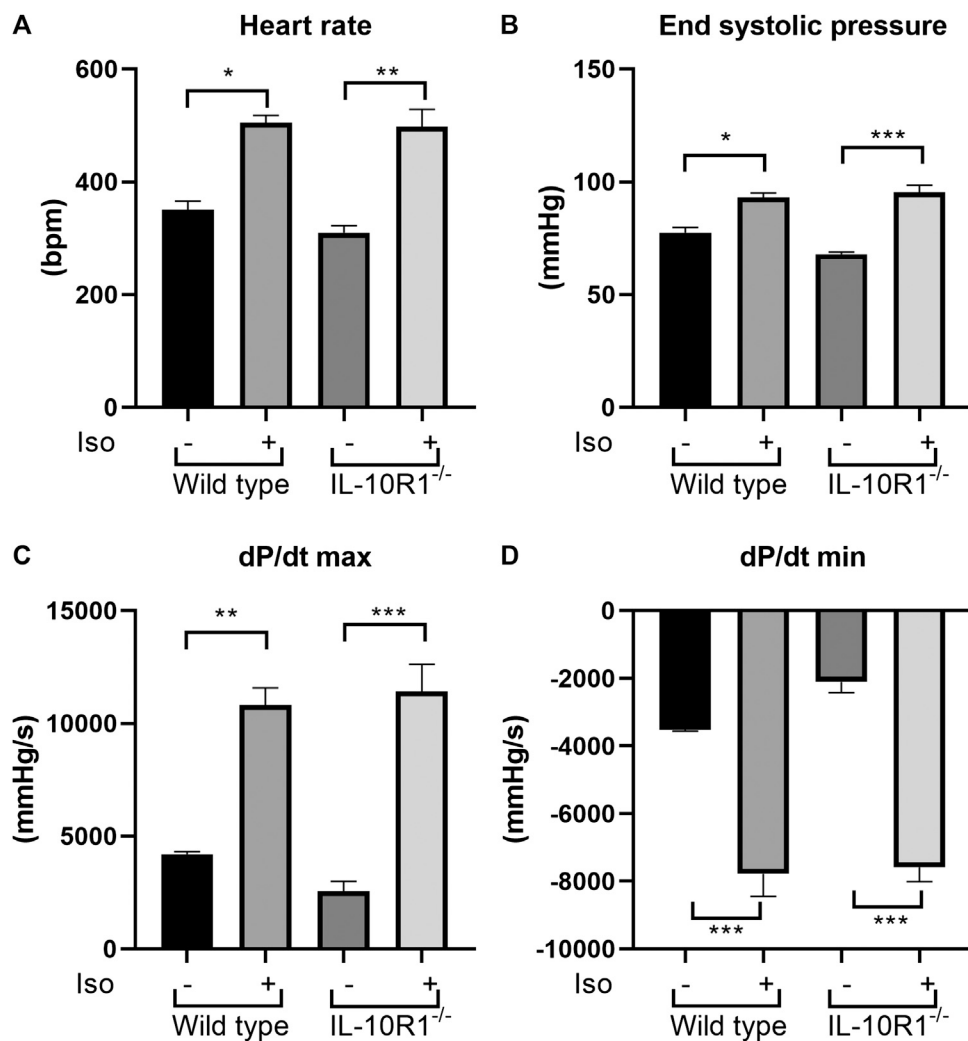 A Heart rate
600
400
200
0
(bpm)
* **
Iso - + - +
Wild type IL-10R1-/-
B End systolic pressure
150
100
50
0
(mmHg)
* ***
Iso - + - +
Wild type IL-10R1-/-
C dP/dt max
15000
10000
5000
0
(mmHg/s)
** ***
Iso - + - +
Wild type IL-10R1-/-
D dP/dt min
0
-2000
-4000
-6000
-8000
-10000
(mmHg/s)
*** ***
Iso - + - +
Wild type IL-10R1-/-